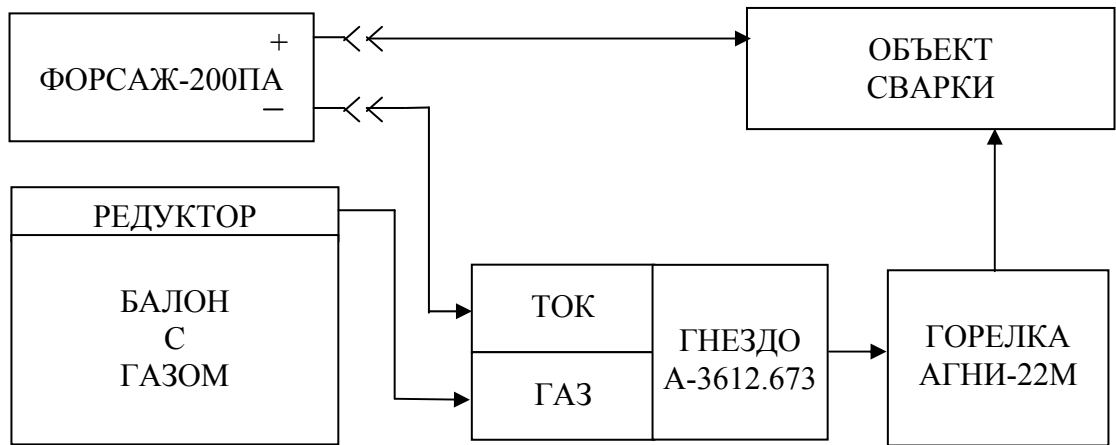 +
ФОРСАЖ-200ПА
−
ОБЪЕКТ
СВАРКИ
РЕДУКТОР
БАЛОН
С
ГАЗОМ
ТОК
ГАЗ
ГНЕЗДО
А-3612.673
ГОРЕЛКА
АГНИ-22М